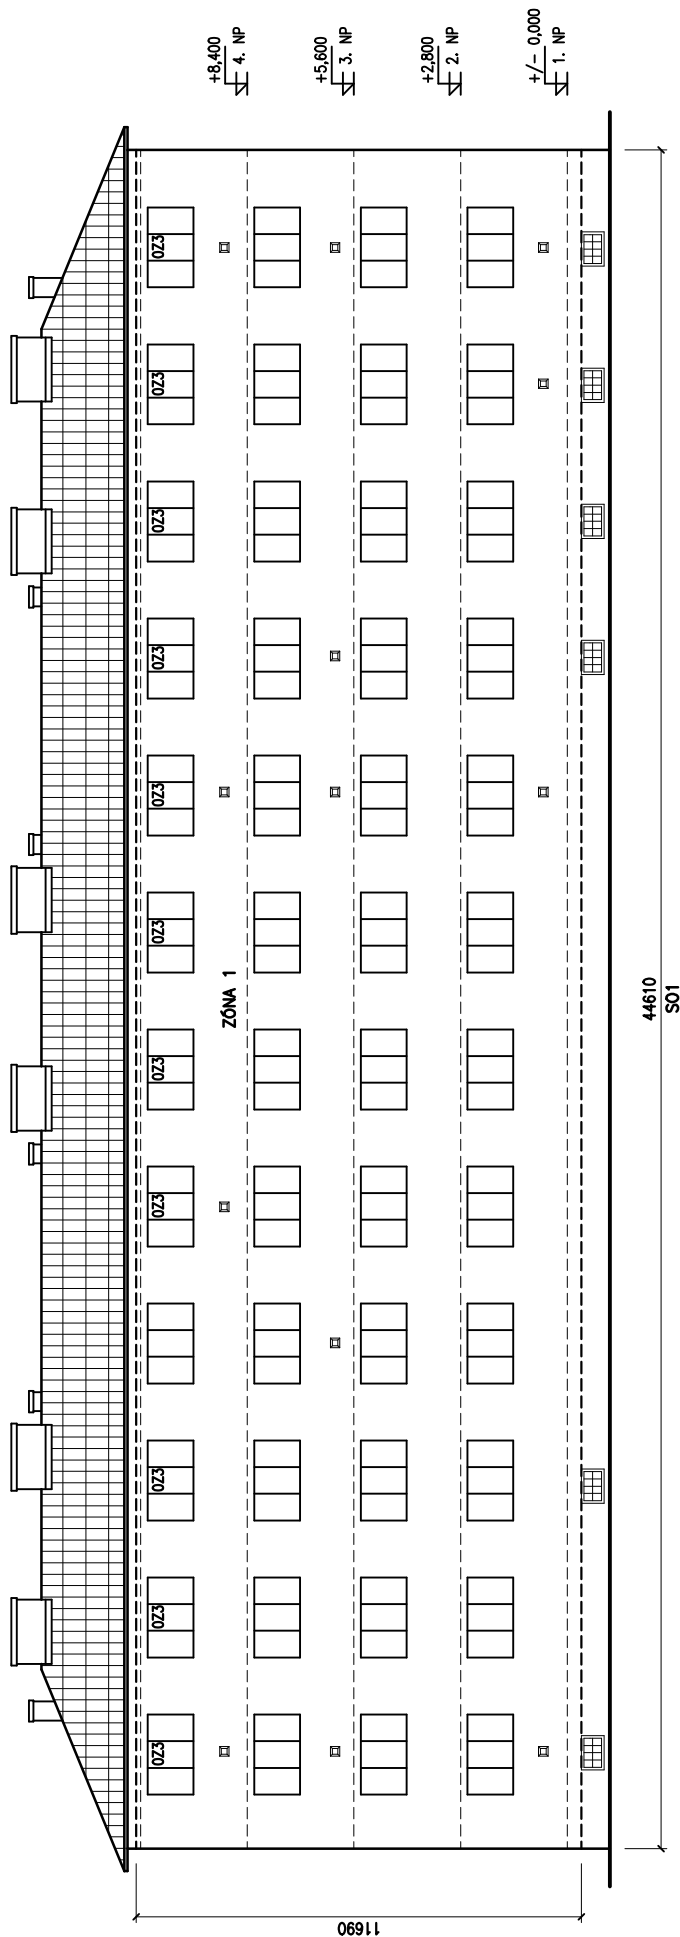 OZ3
OZ3
OZ3
OZ3
OZ3
OZ3
OZ3
OZ3
OZ3
OZ3
OZ3
ZÓNA 1
+8,400
4. NP
+5,600
3. NP
+2,800
2. NP
+/- 0,000
1. NP
11690
44610
SO1